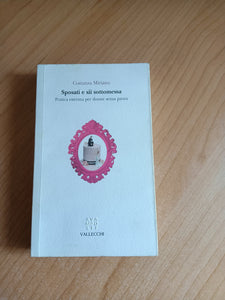 Costanza Miriano
Sposati e sii sottomessa
Pratica estrema per donne senza paura
VALLECCHI